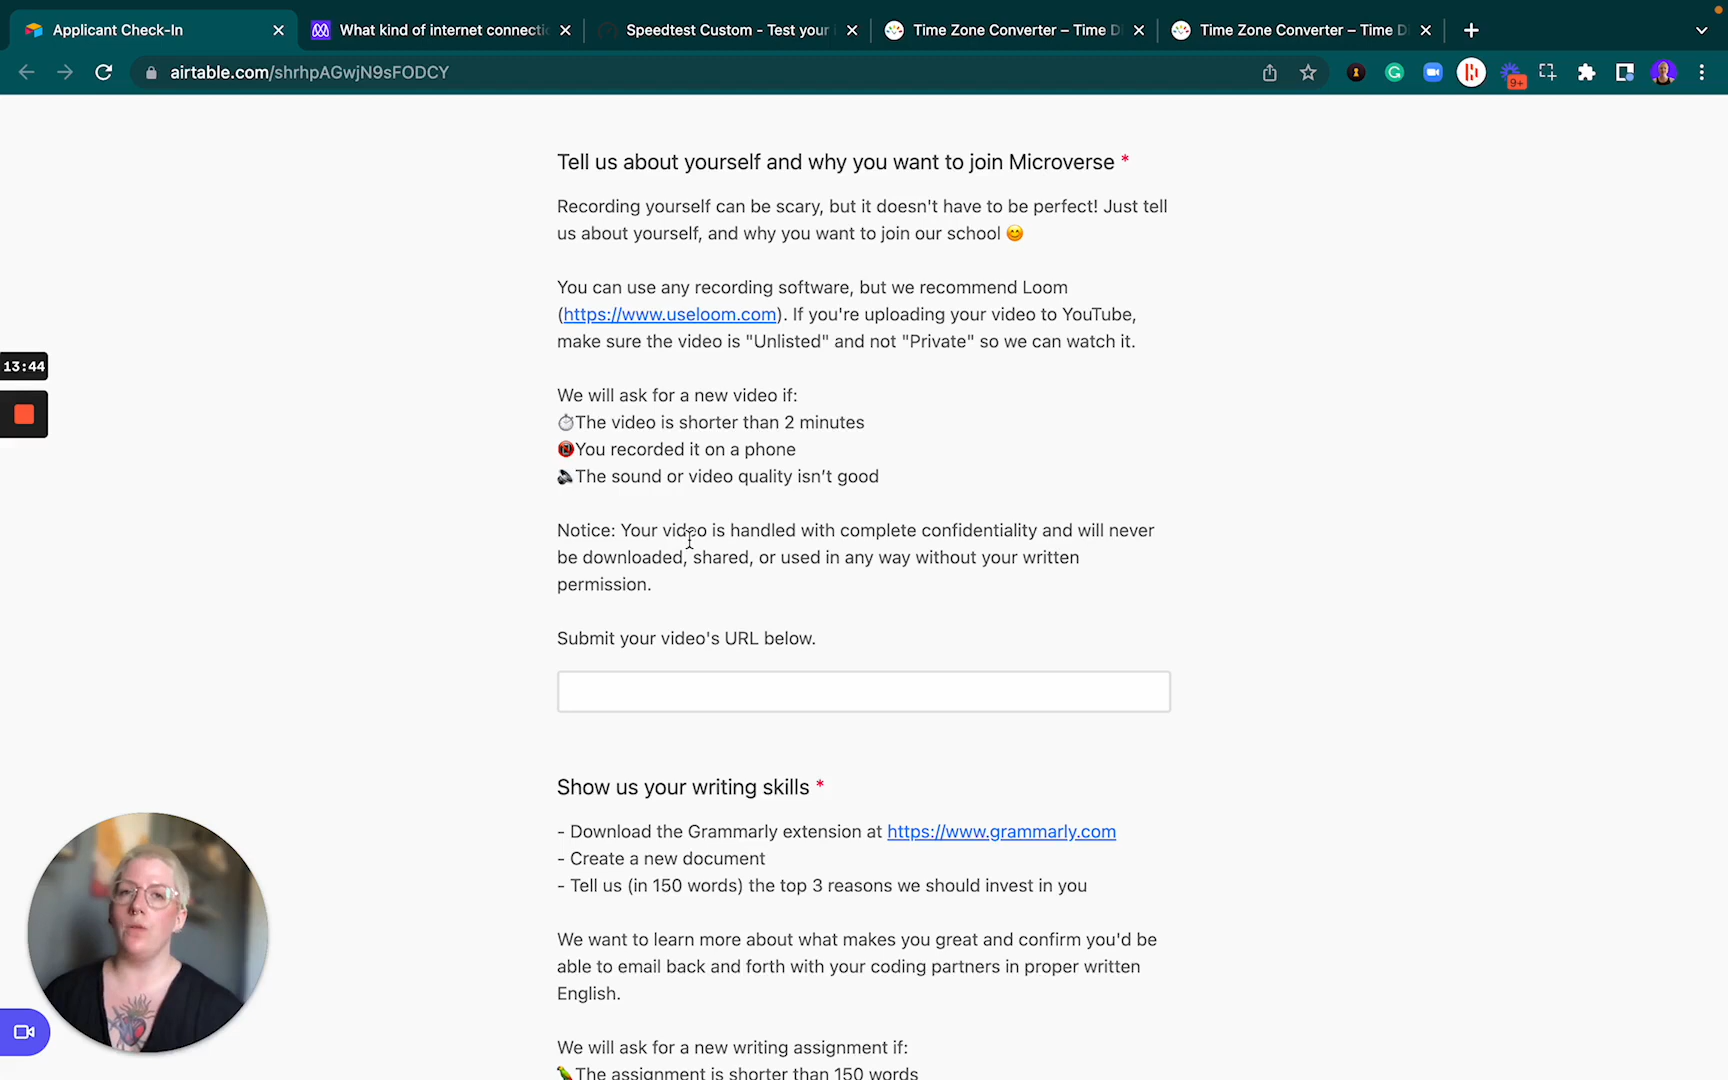 Applicant Check-In
What kind of internet connecti
Speedtest Custom - Test your
Time Zone Converter – Time D
Time Zone Converter – Time D
airtable.com/shrhpAGwjN9sFODCY
9+
Tell us about yourself and why you want to join Microverse *
Recording yourself can be scary, but it doesn't have to be perfect! Just tell
us about yourself, and why you want to join our school 😊
You can use any recording software, but we recommend Loom
(https://www.useloom.com). If you're uploading your video to YouTube,
make sure the video is "Unlisted" and not "Private" so we can watch it.
13:44
We will ask for a new video if:
⏱The video is shorter than 2 minutes
📵You recorded it on a phone
🔈The sound or video quality isn’t good
Notice: Your video is handled with complete confidentiality and will never
be downloaded, shared, or used in any way without your written
permission.
Submit your video's URL below.
Show us your writing skills *
- Download the Grammarly extension at https://www.grammarly.com
- Create a new document
- Tell us (in 150 words) the top 3 reasons we should invest in you
We want to learn more about what makes you great and confirm you'd be
able to email back and forth with your coding partners in proper written
English.
We will ask for a new writing assignment if:
🦜The assignment is shorter than 150 words